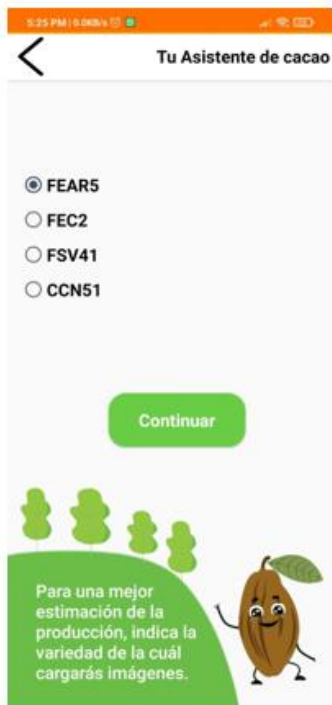 5:25 PM | 0.0KB/s
Tu Asistente de cacao
FEAR5
FEC2
FSV41
CCN51
Continuar
Para una mejor
estimación de la
producción, indica la
variedad de la cuál
cargarás imágenes.